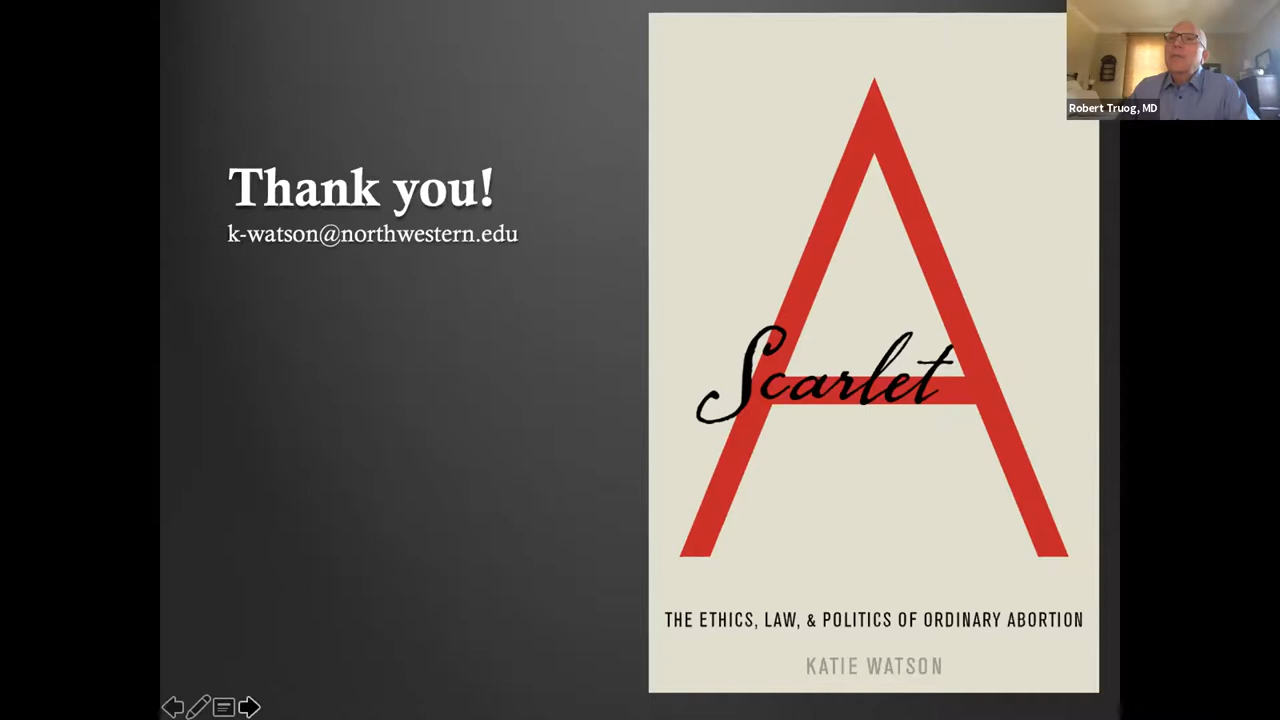 Thank you!
k-watson@northwestern.edu
Scarlet
A
THE ETHICS, LAW, & POLITICS OF ORDINARY ABORTION
KATIE WATSON
Robert Truog, MD